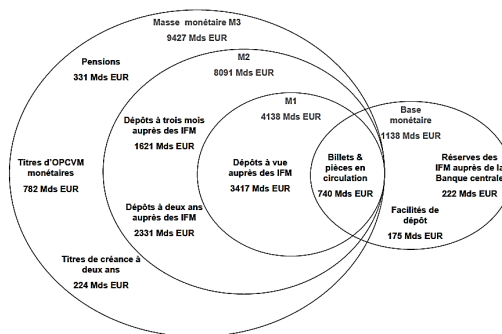 Masse monétaire M3
9427 Mds EUR
Pensions
331 Mds EUR
M2
8091 Mds EUR
M1
4138 Mds EUR
Base
monétaire
1138 Mds EUR
Dépôts à trois mois
auprès des IFM
1621 Mds EUR
Titres d'OPCVM
monétaires
782 Mds EUR
Dépôts à vue
auprès des IFM
3417 Mds EUR
Billets &
pièces en
circulation
740 Mds EUR
Réserves des
IFM auprès de la
Banque centrale
222 Mds EUR
Dépôts à deux ans
auprès des IFM
2331 Mds EUR
Facilités de
dépôt
175 Mds EUR
Titres de créance à
deux ans
224 Mds EUR